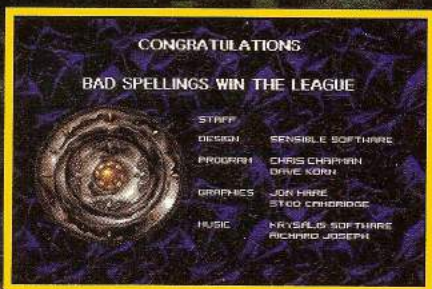 CONGRATULATIONS
BAD SPELLINGS WIN THE LEAGUE
STAFF
DESIGN SENSIBLE SOFTWARE
PROGRAM CHRIS CHAPMAN
DAVE KORN
GRAPHICS JON HARE
STOO CAMBRIDGE
MUSIC KRYSALIS SOFTWARE
RICHARD JOSEPH